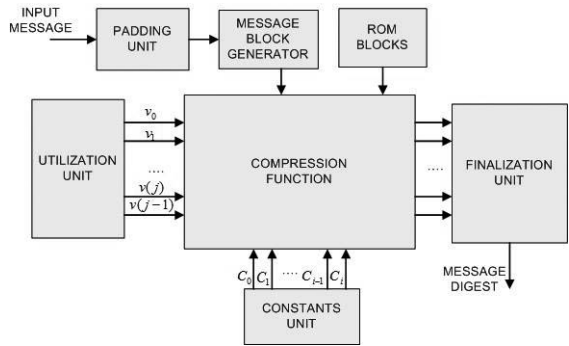 INPUT
MESSAGE
PADDING
UNIT
MESSAGE
BLOCK
GENERATOR
ROM
BLOCKS
UTILIZATION
UNIT
v0
v1
....
v(j)
v(j−1)
COMPRESSION
FUNCTION
....
FINALIZATION
UNIT
C0 C1 .... Ci−1 Ci
CONSTANTS
UNIT
MESSAGE
DIGEST